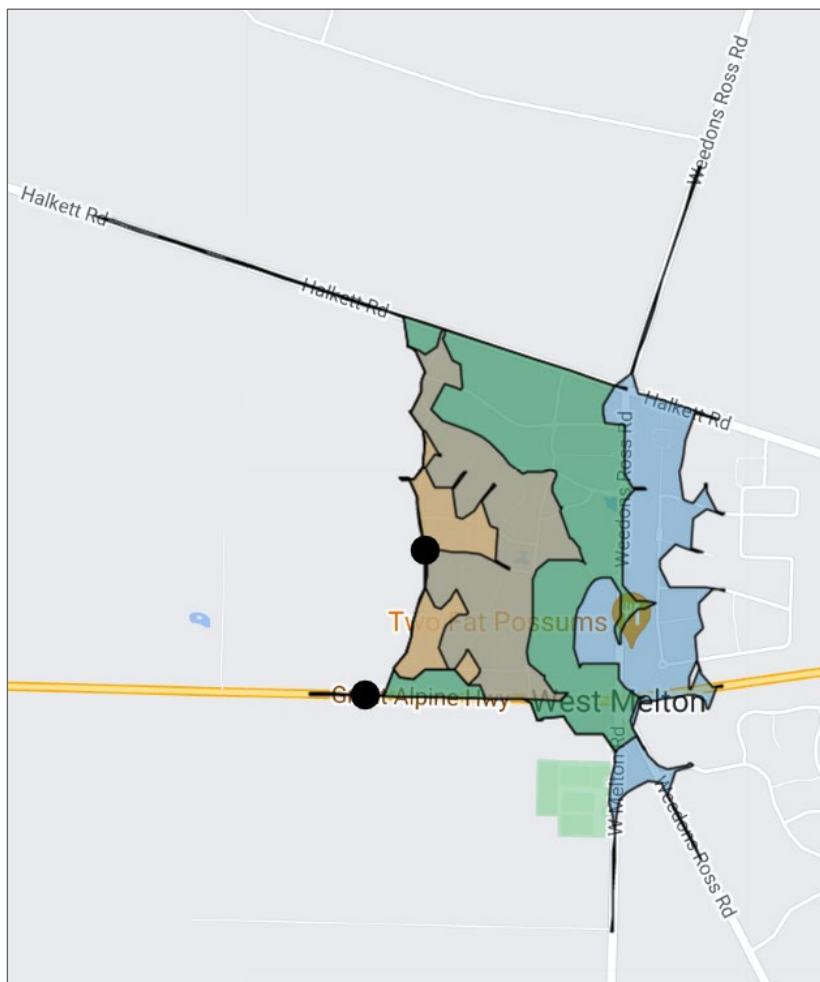 Weedons Ross Rd
Halkett Rd
Halkett Rd
Halkett Rd
Weedons Ross Rd
Two Fat Possums
Great Alpine Hwy
West Melton
W Melton Rd
Weedons Ross Rd